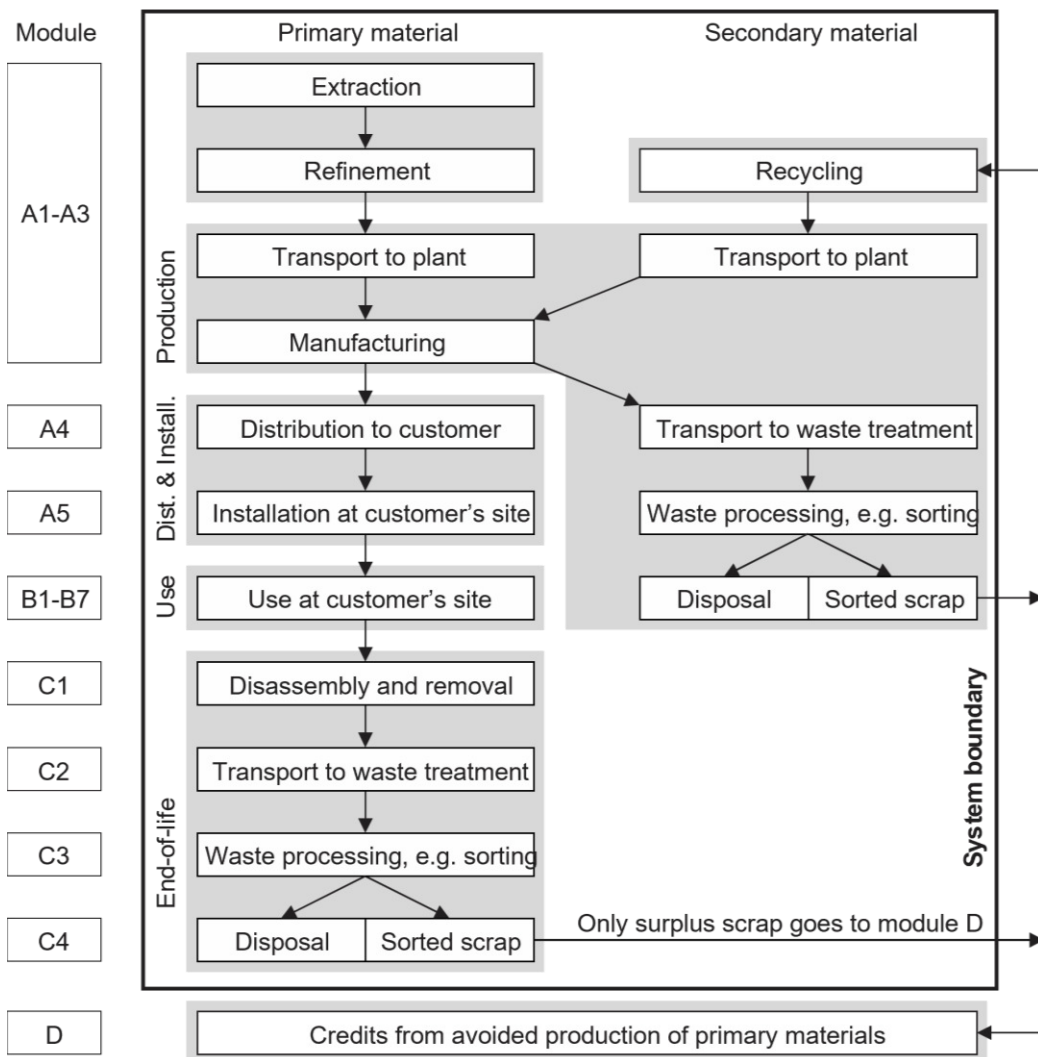 Module
Primary material
Secondary material
A1-A3
Extraction
Refinement
Recycling
Production
Transport to plant
Transport to plant
Manufacturing
A4
Dist. & Install.
Distribution to customer
Transport to waste treatment
A5
Installation at customer's site
Waste processing, e.g. sorting
B1-B7
Use
Use at customer's site
Disposal
Sorted scrap
C1
Disassembly and removal
System boundary
C2
Transport to waste treatment
End-of-life
C3
Waste processing, e.g. sorting
C4
Disposal
Sorted scrap
Only surplus scrap goes to module D
D
Credits from avoided production of primary materials